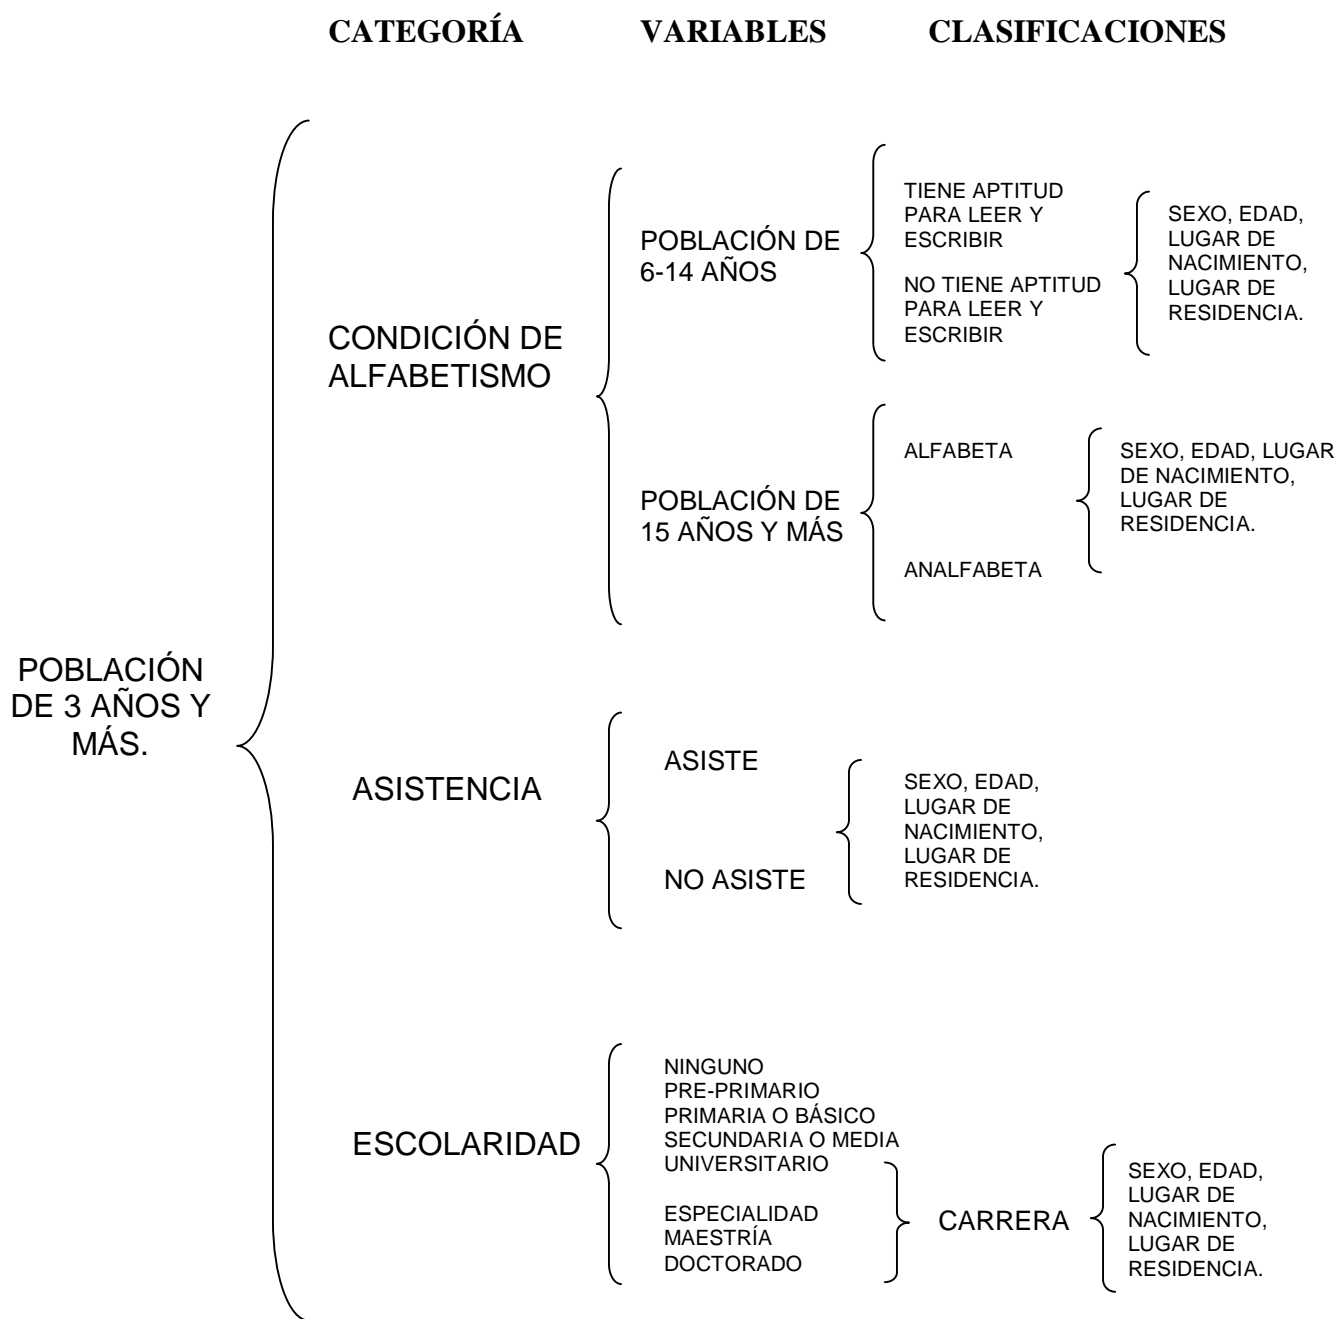 CATEGORÍA VARIABLES CLASIFICACIONES
POBLACIÓN
DE 3 AÑOS Y
MÁS.
CONDICIÓN DE
ALFABETISMO
POBLACIÓN DE
6-14 AÑOS
TIENE APTITUD
PARA LEER Y
ESCRIBIR
NO TIENE APTITUD
PARA LEER Y
ESCRIBIR
SEXO, EDAD,
LUGAR DE
NACIMIENTO,
LUGAR DE
RESIDENCIA.
POBLACIÓN DE
15 AÑOS Y MÁS
ALFABETA
ANALFABETA
SEXO, EDAD, LUGAR
DE NACIMIENTO,
LUGAR DE
RESIDENCIA.
ASISTENCIA
ASISTE
NO ASISTE
SEXO, EDAD,
LUGAR DE
NACIMIENTO,
LUGAR DE
RESIDENCIA.
ESCOLARIDAD
NINGUNO
PRE-PRIMARIO
PRIMARIA O BÁSICO
SECUNDARIA O MEDIA
UNIVERSITARIO
ESPECIALIDAD
MAESTRÍA
DOCTORADO
CARRERA
SEXO, EDAD,
LUGAR DE
NACIMIENTO,
LUGAR DE
RESIDENCIA.